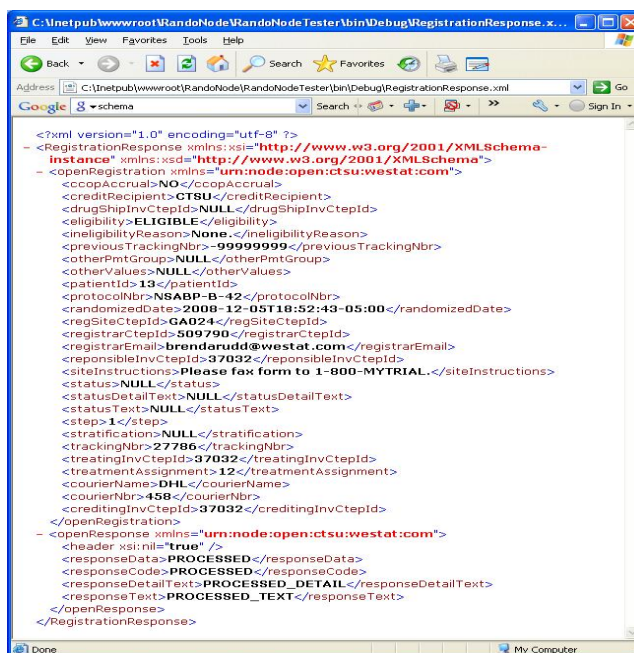 C:\Inetpub\wwwroot\RandoNode\RandoNodeTester\bin\Debug\RegistrationResponse.x...
File Edit View Favorites Tools Help
Back Search Favorites
Address C:\Inetpub\wwwroot\RandoNode\RandoNodeTester\bin\Debug\RegistrationResponse.xml Go
Google schema Search >> Sign In
<?xml version="1.0" encoding="utf-8" ?>
- <RegistrationResponse xmlns:xsi="http://www.w3.org/2001/XMLSchema-
instance" xmlns:xsd="http://www.w3.org/2001/XMLSchema">
- <openRegistration xmlns="urn:node:open:ctsu:westat:com">
<ccopAccrual>NO</ccopAccrual>
<creditRecipient>CTSU</creditRecipient>
<drugShipInvCtepId>NULL</drugShipInvCtepId>
<eligibility>ELIGIBLE</eligibility>
<ineligibilityReason>None.</ineligibilityReason>
<previousTrackingNbr>-99999999</previousTrackingNbr>
<otherPmtGroup>NULL</otherPmtGroup>
<otherValues>NULL</otherValues>
<patientId>13</patientId>
<protocolNbr>NSABP-B-42</protocolNbr>
<randomizedDate>2008-12-05T18:52:43-05:00</randomizedDate>
<regSiteCtepId>GA024</regSiteCtepId>
<registrarCtepId>509790</registrarCtepId>
<registrarEmail>brendarudd@westat.com</registrarEmail>
<reponsibleInvCtepId>37032</reponsibleInvCtepId>
<siteInstructions>Please fax form to 1-800-MYTRIAL.</siteInstructions>
<status>NULL</status>
<statusDetailText>NULL</statusDetailText>
<statusText>NULL</statusText>
<step>1</step>
<stratification>NULL</stratification>
<trackingNbr>27786</trackingNbr>
<treatingInvCtepId>37032</treatingInvCtepId>
<treatmentAssignment>12</treatmentAssignment>
<courierName>DHL</courierName>
<courierNbr>458</courierNbr>
<creditingInvCtepId>37032</creditingInvCtepId>
</openRegistration>
- <openResponse xmlns="urn:node:open:ctsu:westat:com">
<header xsi:nil="true" />
<responseData>PROCESSED</responseData>
<responseCode>PROCESSED</responseCode>
<responseDetailText>PROCESSED_DETAIL</responseDetailText>
<responseText>PROCESSED_TEXT</responseText>
</openResponse>
</RegistrationResponse>
Done My Computer